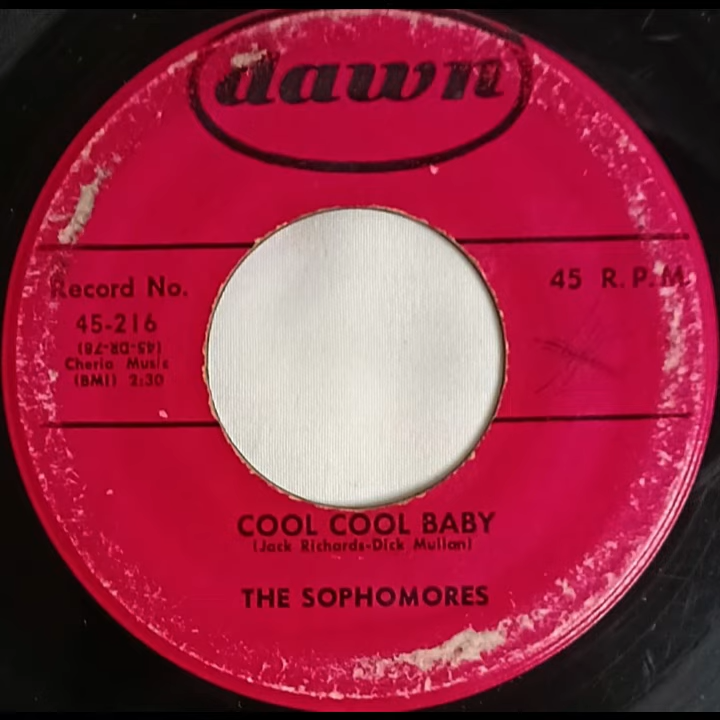 dawn
Record No.
45 R.P.M.
45-216
(45-DR-78)
Cherio Music
(BMI) 2:30
COOL COOL BABY
(Jack Richards-Dick Mullan)
THE SOPHOMORES